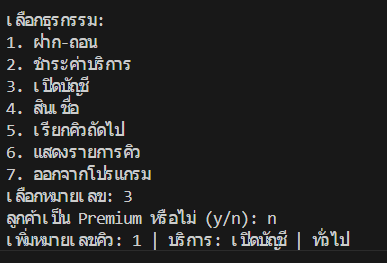 เลือกธุรกรรม:
1. ฝาก-ถอน
2. ชำระค่าบริการ
3. เปิดบัญชี
4. สินเชื่อ
5. เรียกคิวถัดไป
6. แสดงรายการคิว
7. ออกจากโปรแกรม
เลือกหมายเลข: 3
ลูกค้าเป็น Premium หรือไม่ (y/n): n
เพิ่มหมายเลขคิว: 1 | บริการ: เปิดบัญชี | ทั่วไป